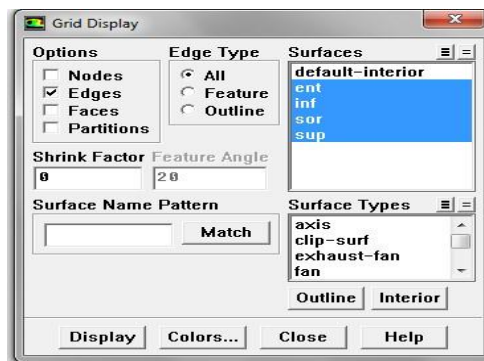 Grid Display
Options
Nodes
Edges
Faces
Partitions
Edge Type
All
Feature
Outline
Shrink Factor Feature Angle
0 20
Surface Name Pattern
Match
Surfaces
default-interior
ent
inf
sor
sup
Surface Types
axis
clip-surf
exhaust-fan
fan
Outline Interior
Display Colors... Close Help